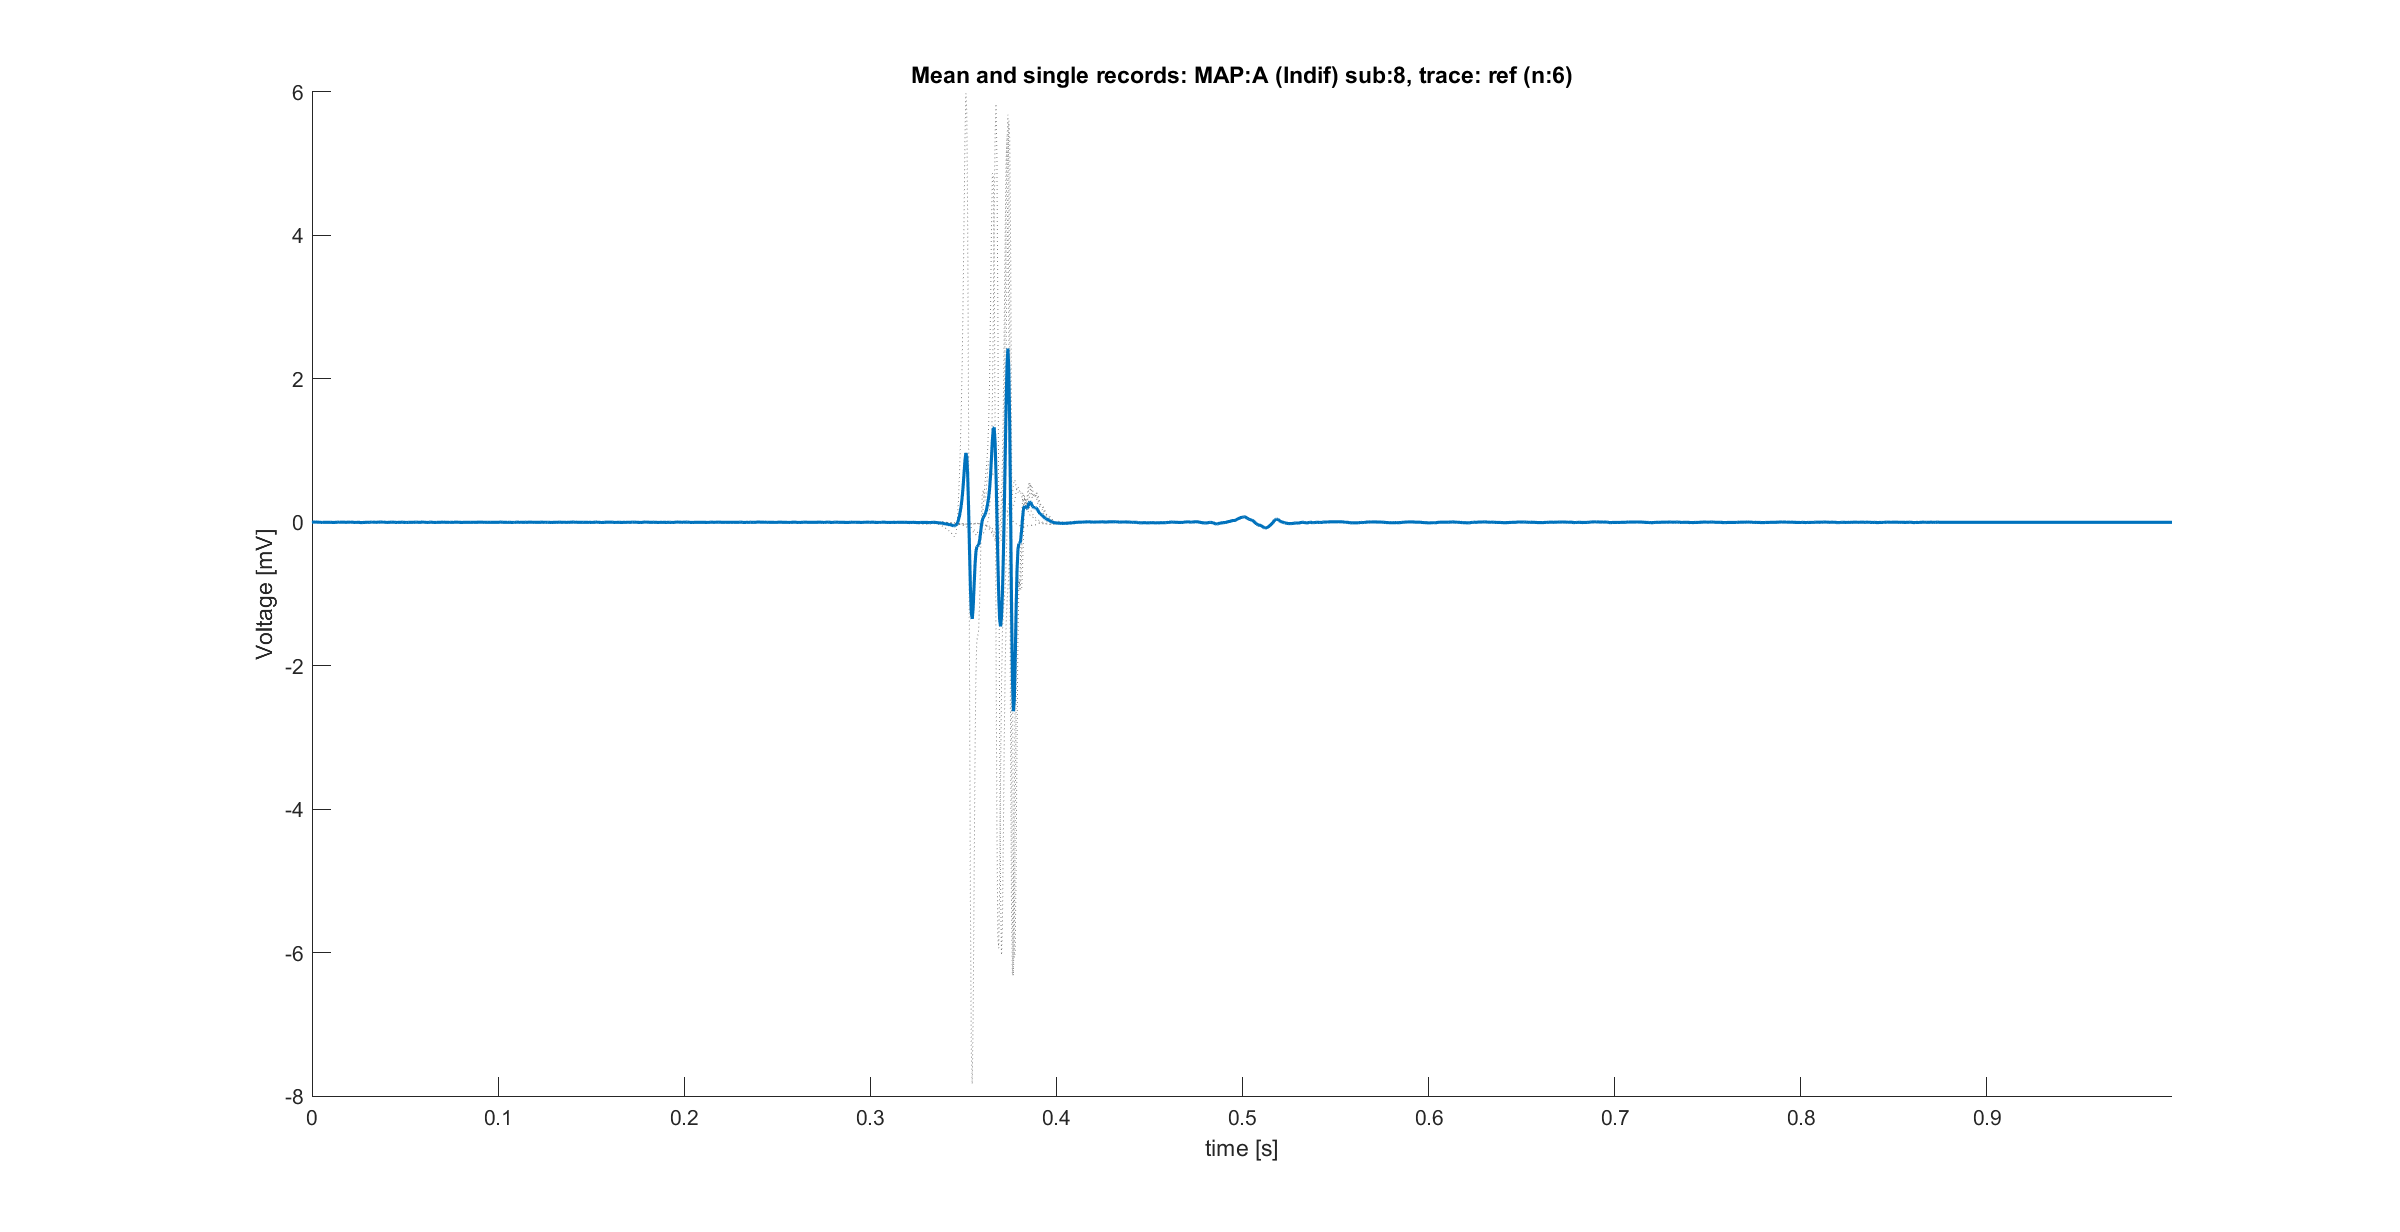 Mean and single records: MAP:A (Indif) sub:8, trace: ref (n:6)
6
4
2
0
-2
-4
-6
-8
Voltage [mV]
0 0.1 0.2 0.3 0.4 0.5 0.6 0.7 0.8 0.9
time [s]